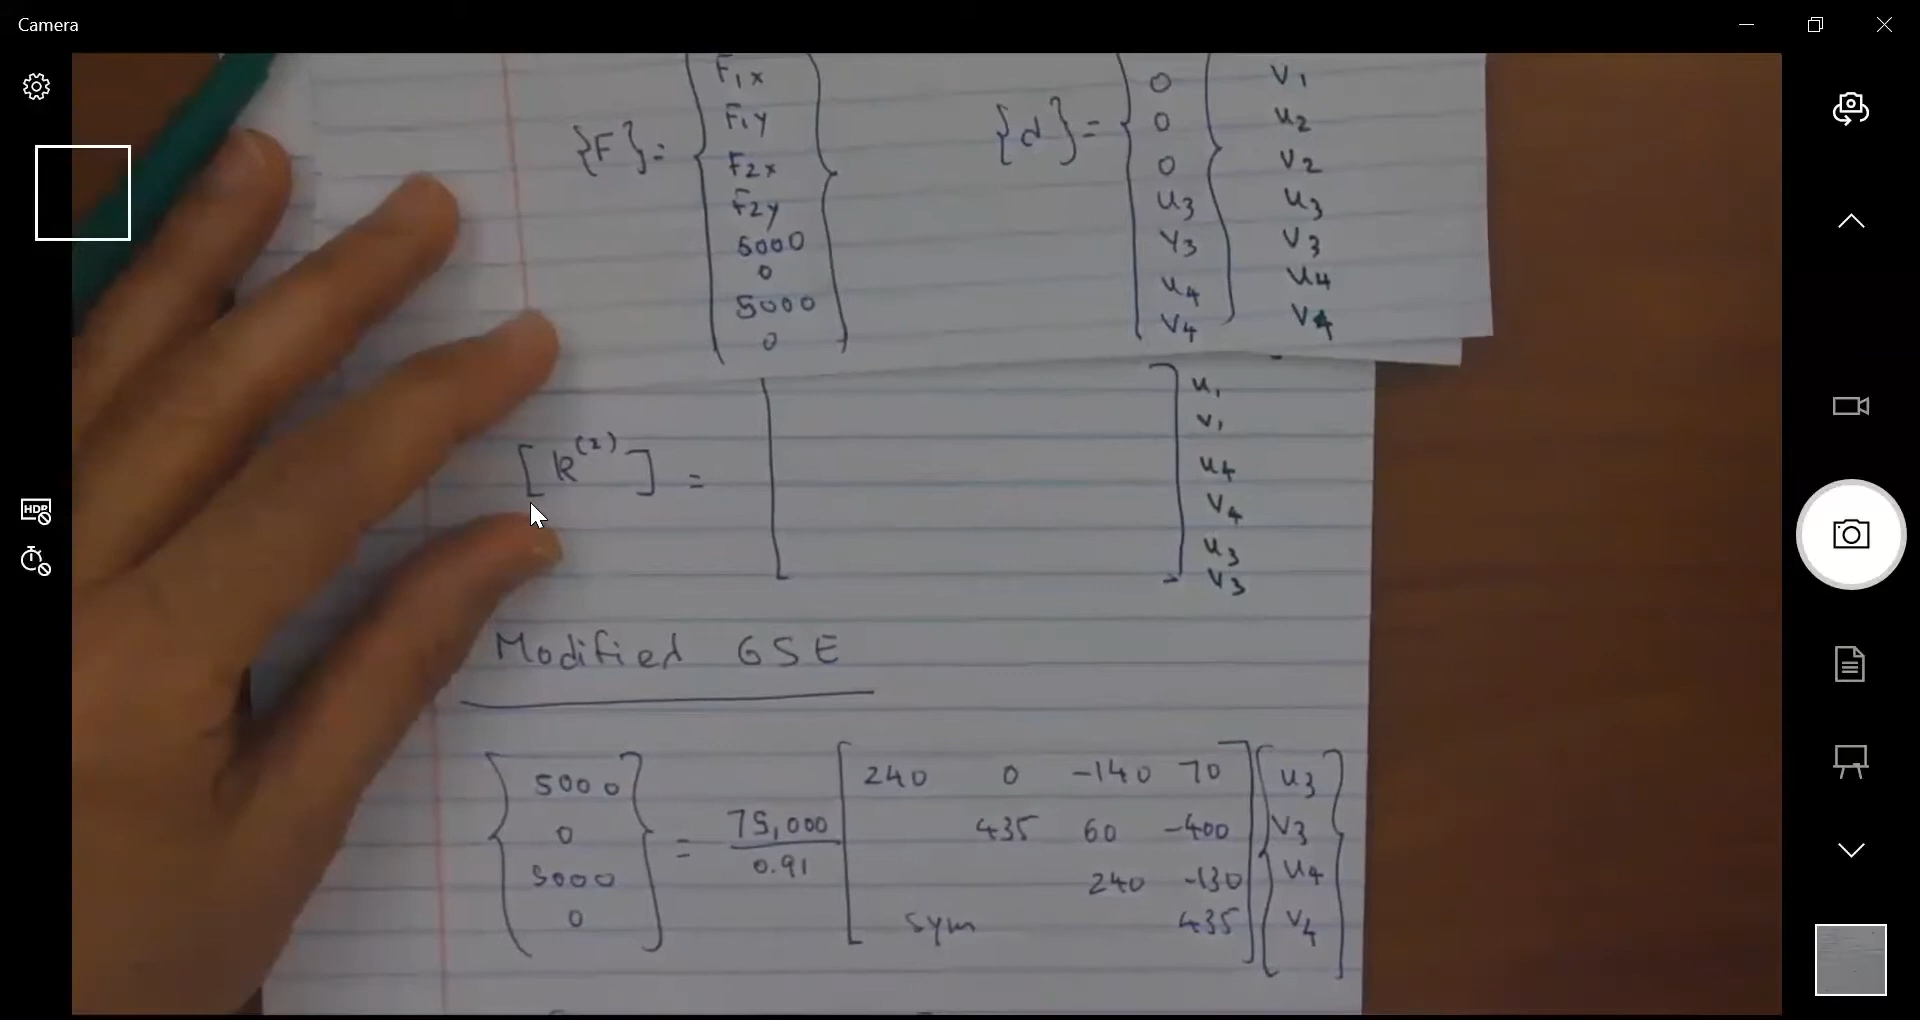 Camera
{F} = { F1x F1y F2x F2y 5000 0 5000 0 }
{d} = { 0 0 0 u3 v3 u4 v4 } v1 u2 v2 u3 v3 u4 v4
[k^(2)] = [ ] u1 v1 u4 v4 u3 v3
Modified GSE
{ 5000 0 5000 0 } = 75,000 / 0.91 [ 240 0 -140 70
435 60 -400
240 -130
sym 435 ] { u3 v3 u4 v4 }
HDR